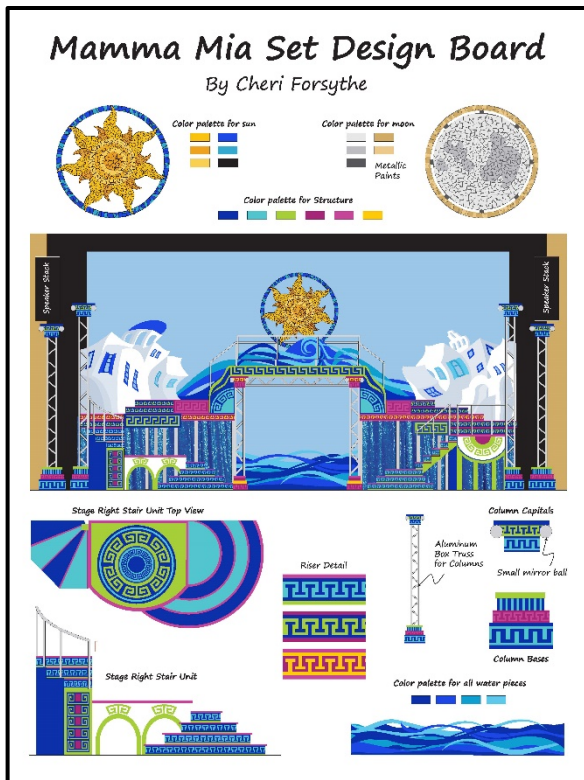 Mamma Mia Set Design Board
By Cheri Forsythe
Color palette for sun
Color palette for moon
Metallic
Paints
Color palette for Structure
Speaker Stack
Speaker Stack
Stage Right Stair Unit Top View
Riser Detail
Aluminum
Box Truss
for Columns
Column Capitals
Small mirror ball
Column Bases
Stage Right Stair Unit
Color palette for all water pieces